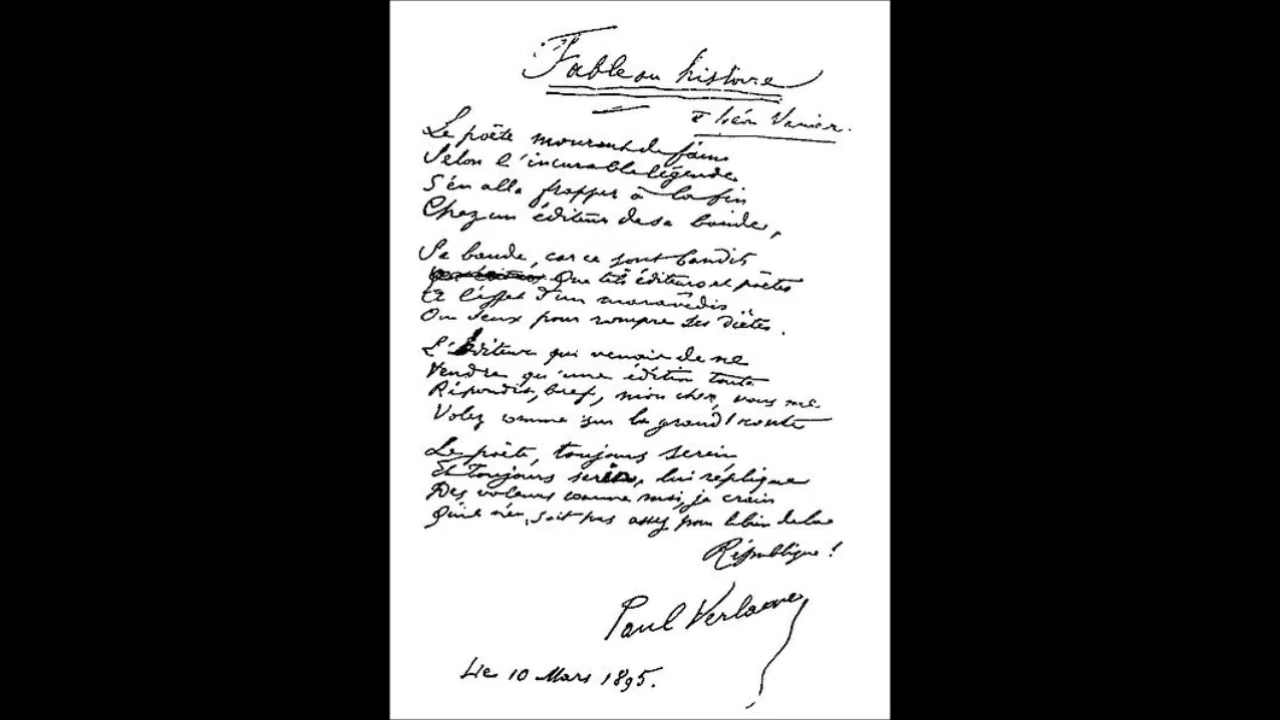 Fable ou histoire
à Léon Vanier.
Le poète mourant de faim
Selon l'incurable légende
S'en alla frapper à la fin
Chez un éditeur de sa bande,
Sa bande, car ce sont bandits
Que tels éditeurs et poètes
A l'effet d'un maravédis
Ou deux pour rompre ses diètes.
L'Éditeur qui venait de ne
Vendre qu'une édition toute
Répondit, bref, mon cher, vous me
Volez comme sur la grand'route
Le poète, toujours serein
Et toujours serin, lui réplique
Des voleurs comme moi, je crain
Qu'il n'en soit pas assez pour le bien de la
République!
Paul Verlaine
Le 10 Mars 1895.